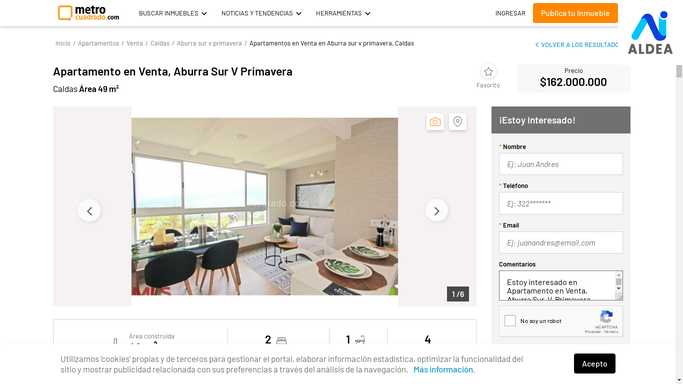 metro
cuadrado.com
BUSCAR INMUEBLES
NOTICIAS Y TENDENCIAS
HERRAMIENTAS
INGRESAR
Publica tu Inmueble
ALDEA
Inicio / Apartamentos / Venta / Caldas / Aburra sur v primavera / Apartamentos en Venta en Aburra sur v primavera, Caldas
VOLVER A LOS RESULTADO
Apartamento en Venta, Aburra Sur V Primavera
Caldas Área 49 m²
Favorito
Precio
$162.000.000
1 / 6
¡Estoy Interesado!
* Nombre
Ej: Juan Andres
* Teléfono
Ej: 322*******
* Email
Ej: juanandres@email.com
Comentarios
Estoy interesado en
Apartamento en Venta,
Aburra Sur V Primavera
No soy un robot
reCAPTCHA
Privacidad - Términos
Área construida
2
1
4
Utilizamos 'cookies' propias y de terceros para gestionar el portal, elaborar información estadística, optimizar la funcionalidad del
sitio y mostrar publicidad relacionada con sus preferencias a través del análisis de la navegación. Más información.
Acepto